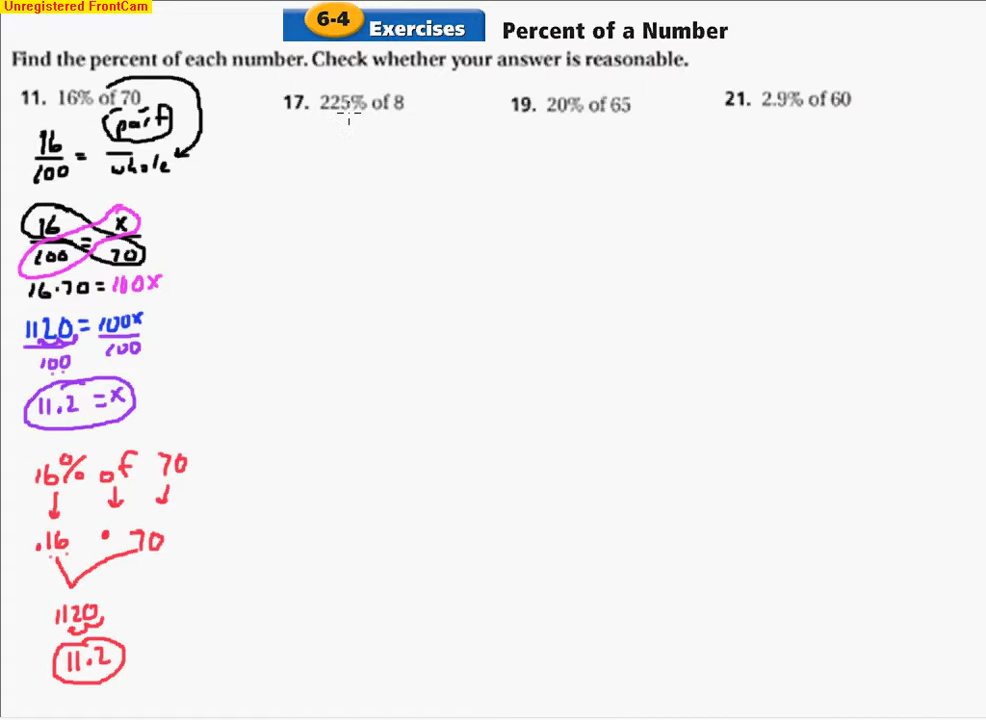 Unregistered FrontCam
6-4 Exercises Percent of a Number
Find the percent of each number. Check whether your answer is reasonable.
11. 16% of 70
17. 225% of 8
19. 20% of 65
21. 2.9% of 60
16/100 = part/whole
16/100 = x/70
16·70 = 100x
1120/100 = 100x/100
11.2 = x
16% of 70
.16 · 70
1120
11.2